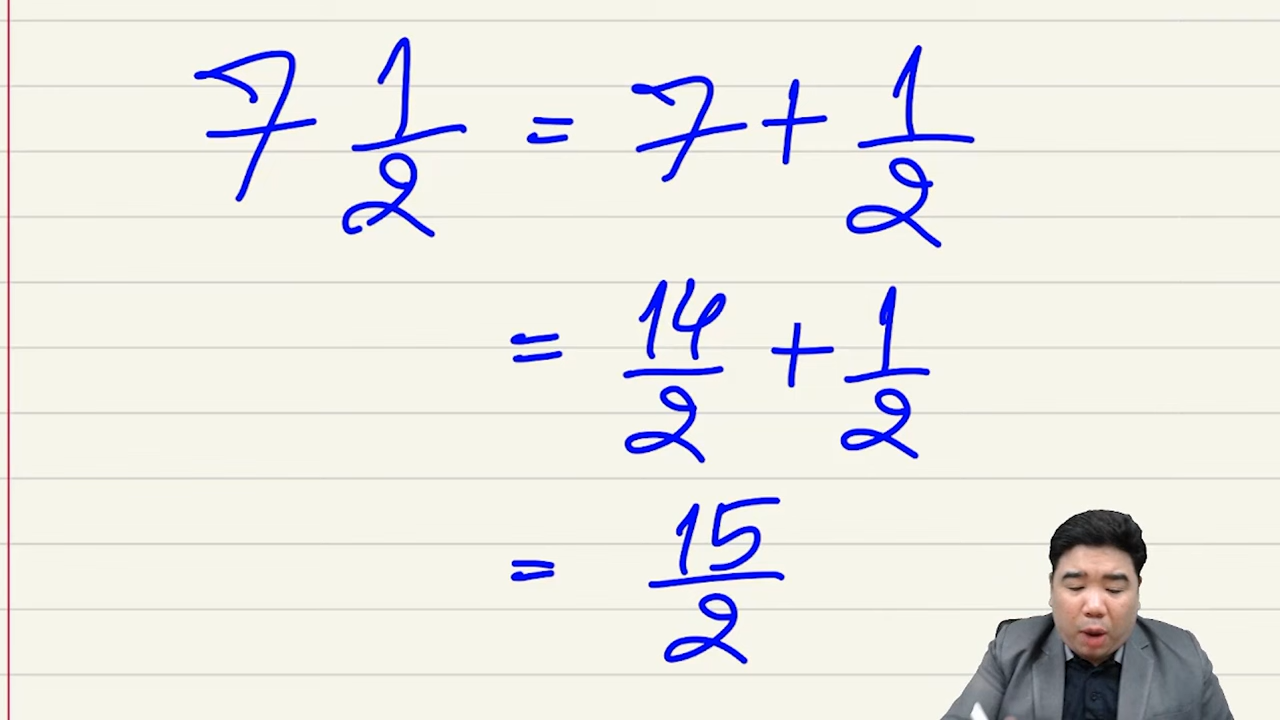 7 1/2 = 7 + 1/2
= 14/2 + 1/2
= 15/2